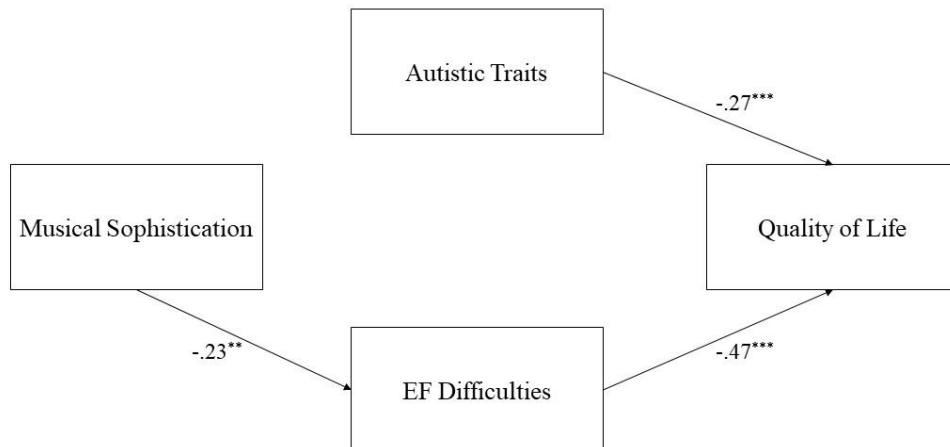 Autistic Traits
-.27***
Musical Sophistication
Quality of Life
-.23**
-.47***
EF Difficulties